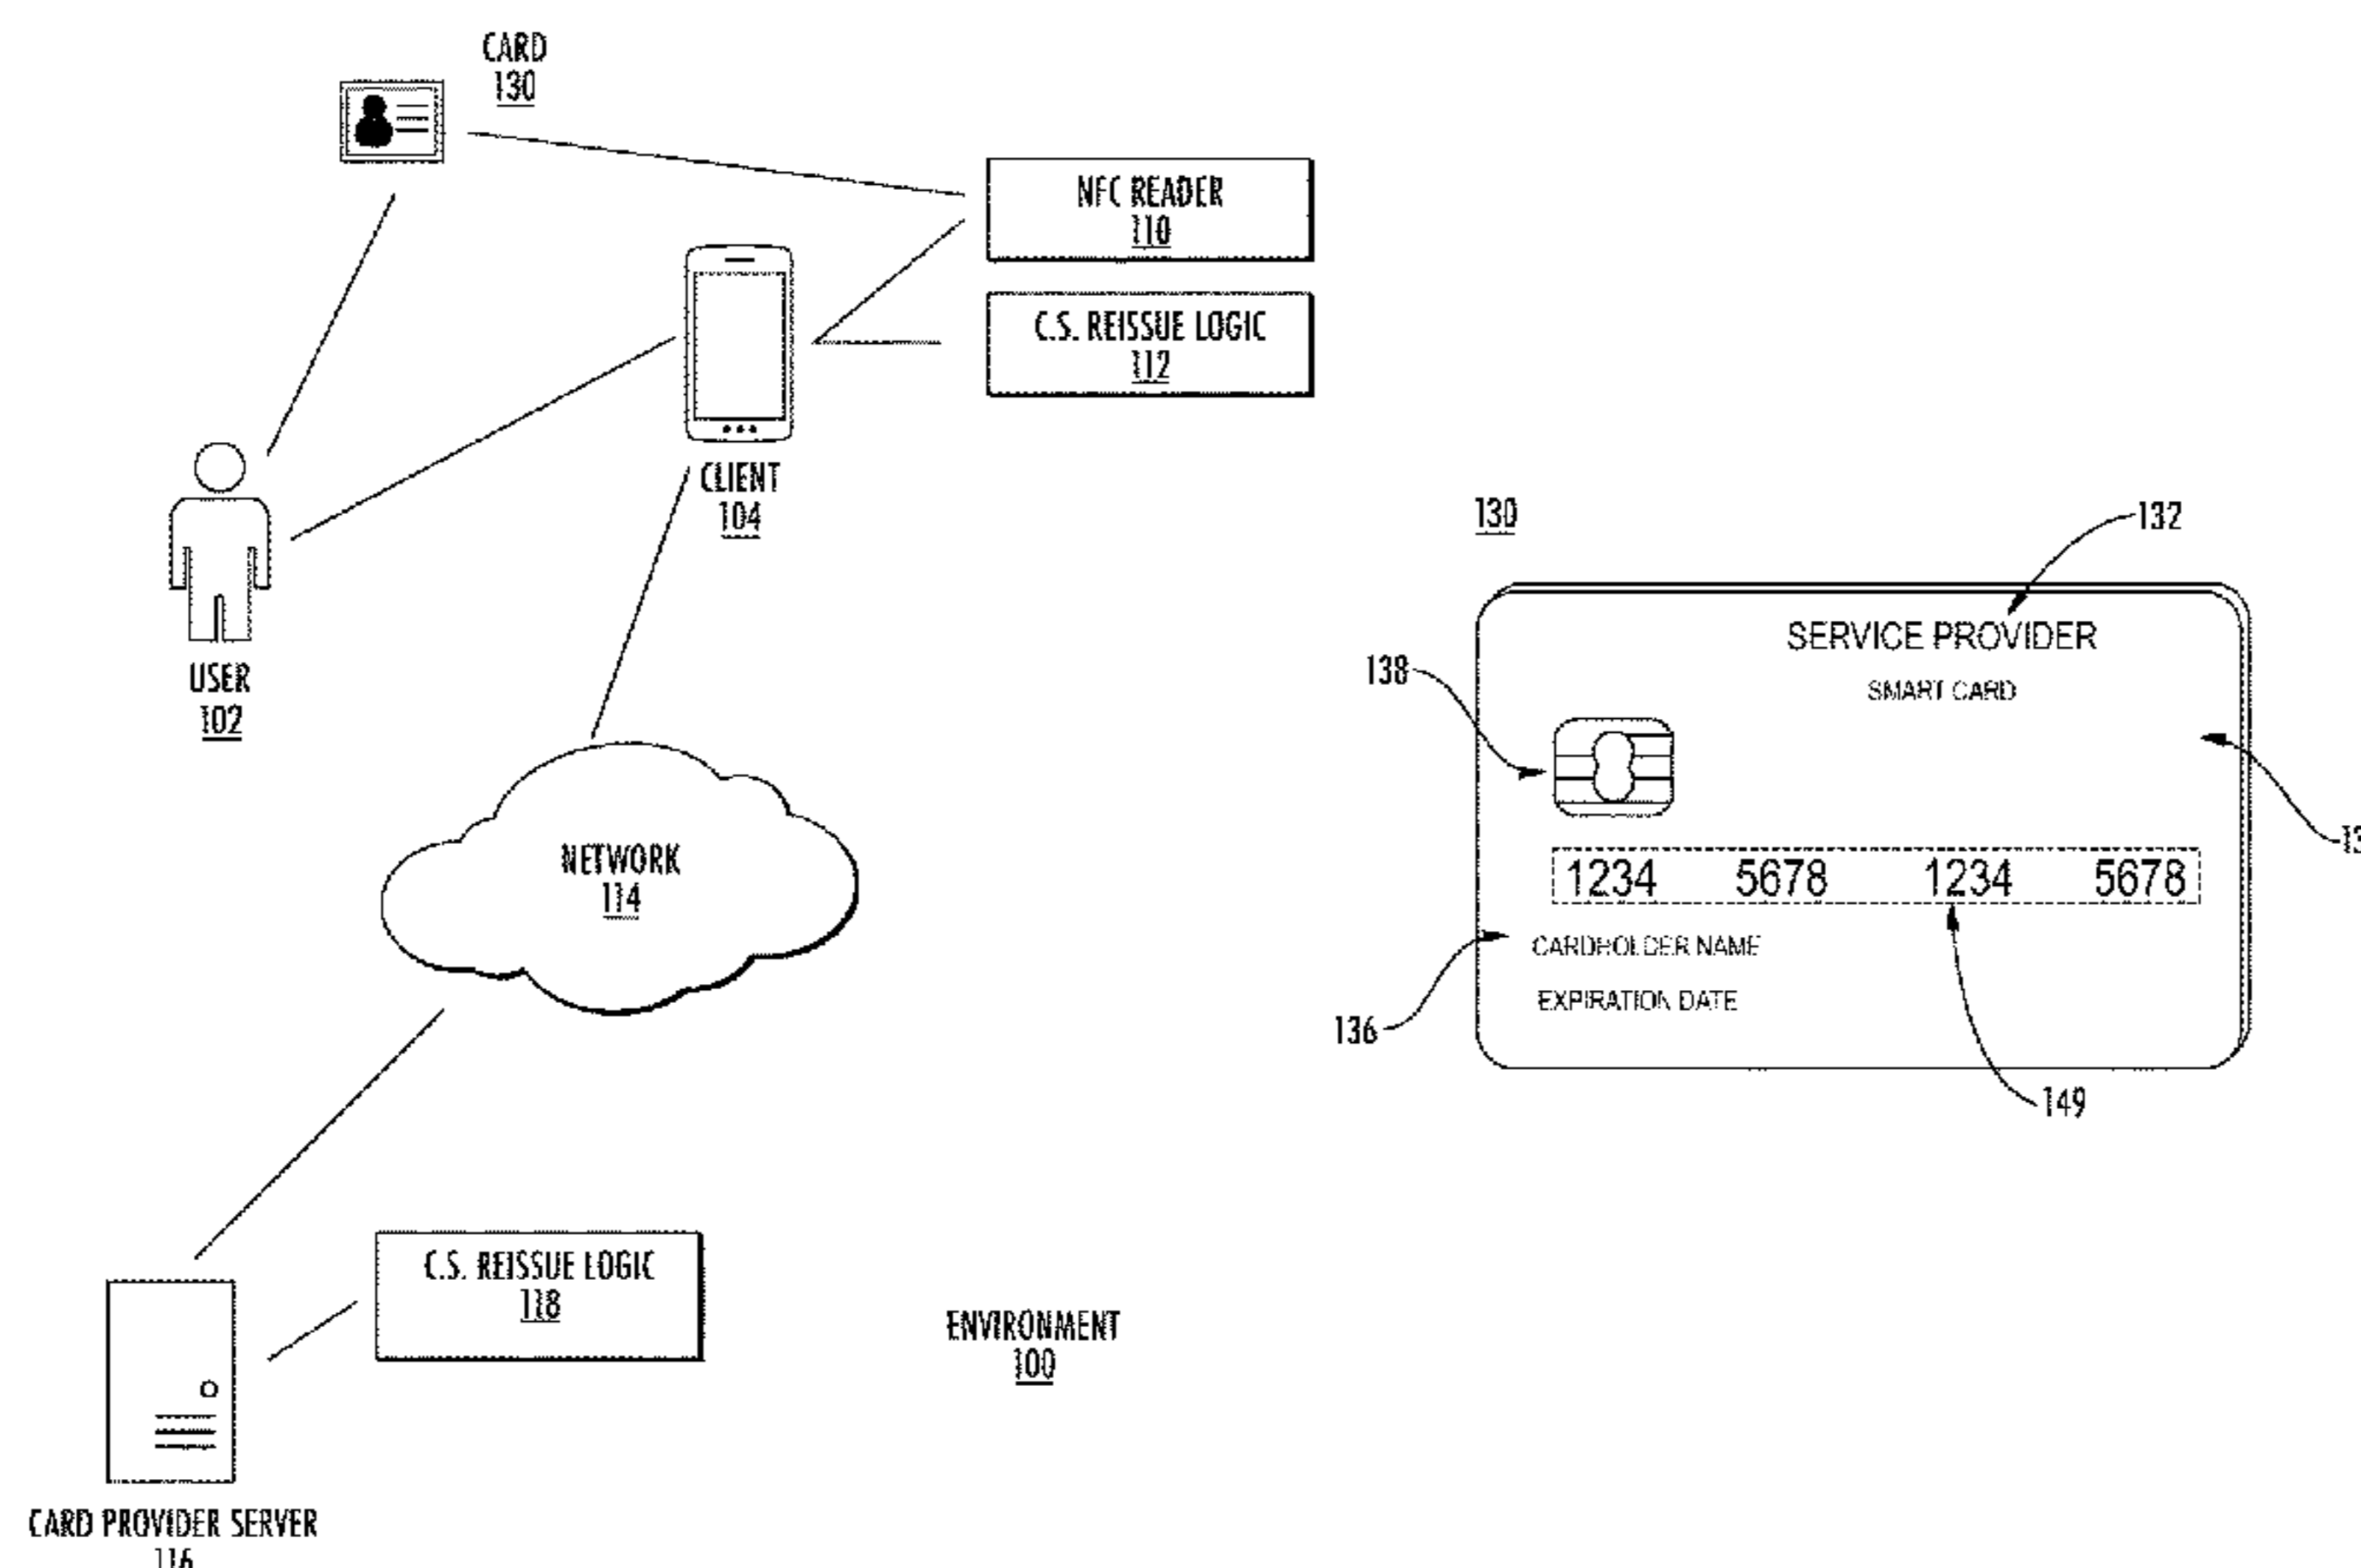 CARD
130
NFC READER
110
C.S. REISSUE LOGIC
112
CLIENT
104
USER
102
NETWORK
114
C.S. REISSUE LOGIC
118
ENVIRONMENT
100
CARD PROVIDER SERVER
116
130
132
SERVICE PROVIDER
138
SMART CARD
1234 5678 1234 5678
CARDHOLDER NAME
EXPIRATION DATE
136
149